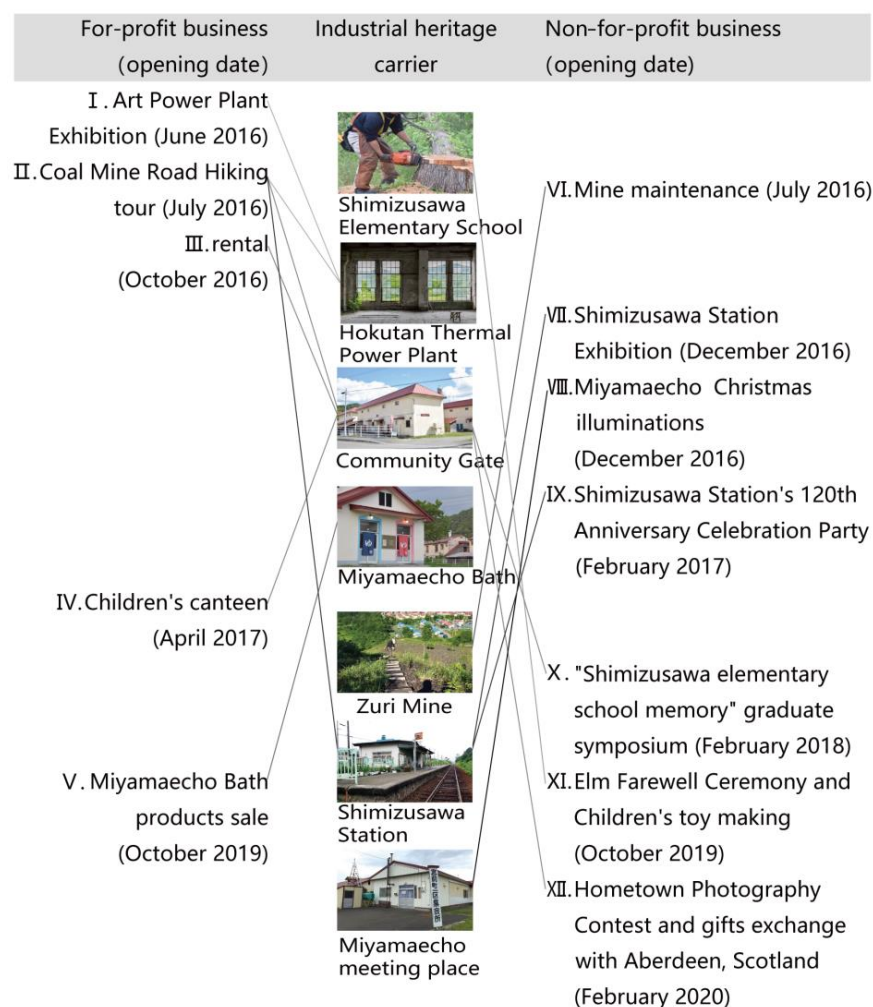 For-profit business
(opening date)
Industrial heritage
carrier
Non-for-profit business
(opening date)
Ⅰ. Art Power Plant
Exhibition (June 2016)
Ⅱ.Coal Mine Road Hiking
tour (July 2016)
Ⅲ.rental
(October 2016)
Ⅳ.Children's canteen
(April 2017)
Ⅴ. Miyamaecho Bath
products sale
(October 2019)
Shimizusawa
Elementary School
Hokutan Thermal
Power Plant
Community Gate
Miyamaecho Bath
Zuri Mine
Shimizusawa
Station
Miyamaecho
meeting place
Ⅵ.Mine maintenance (July 2016)
Ⅶ.Shimizusawa Station
Exhibition (December 2016)
Ⅷ.Miyamaecho Christmas
illuminations
(December 2016)
Ⅸ.Shimizusawa Station's 120th
Anniversary Celebration Party
(February 2017)
Ⅹ. "Shimizusawa elementary
school memory" graduate
symposium (February 2018)
Ⅺ.Elm Farewell Ceremony and
Children's toy making
(October 2019)
Ⅻ.Hometown Photography
Contest and gifts exchange
with Aberdeen, Scotland
(February 2020)